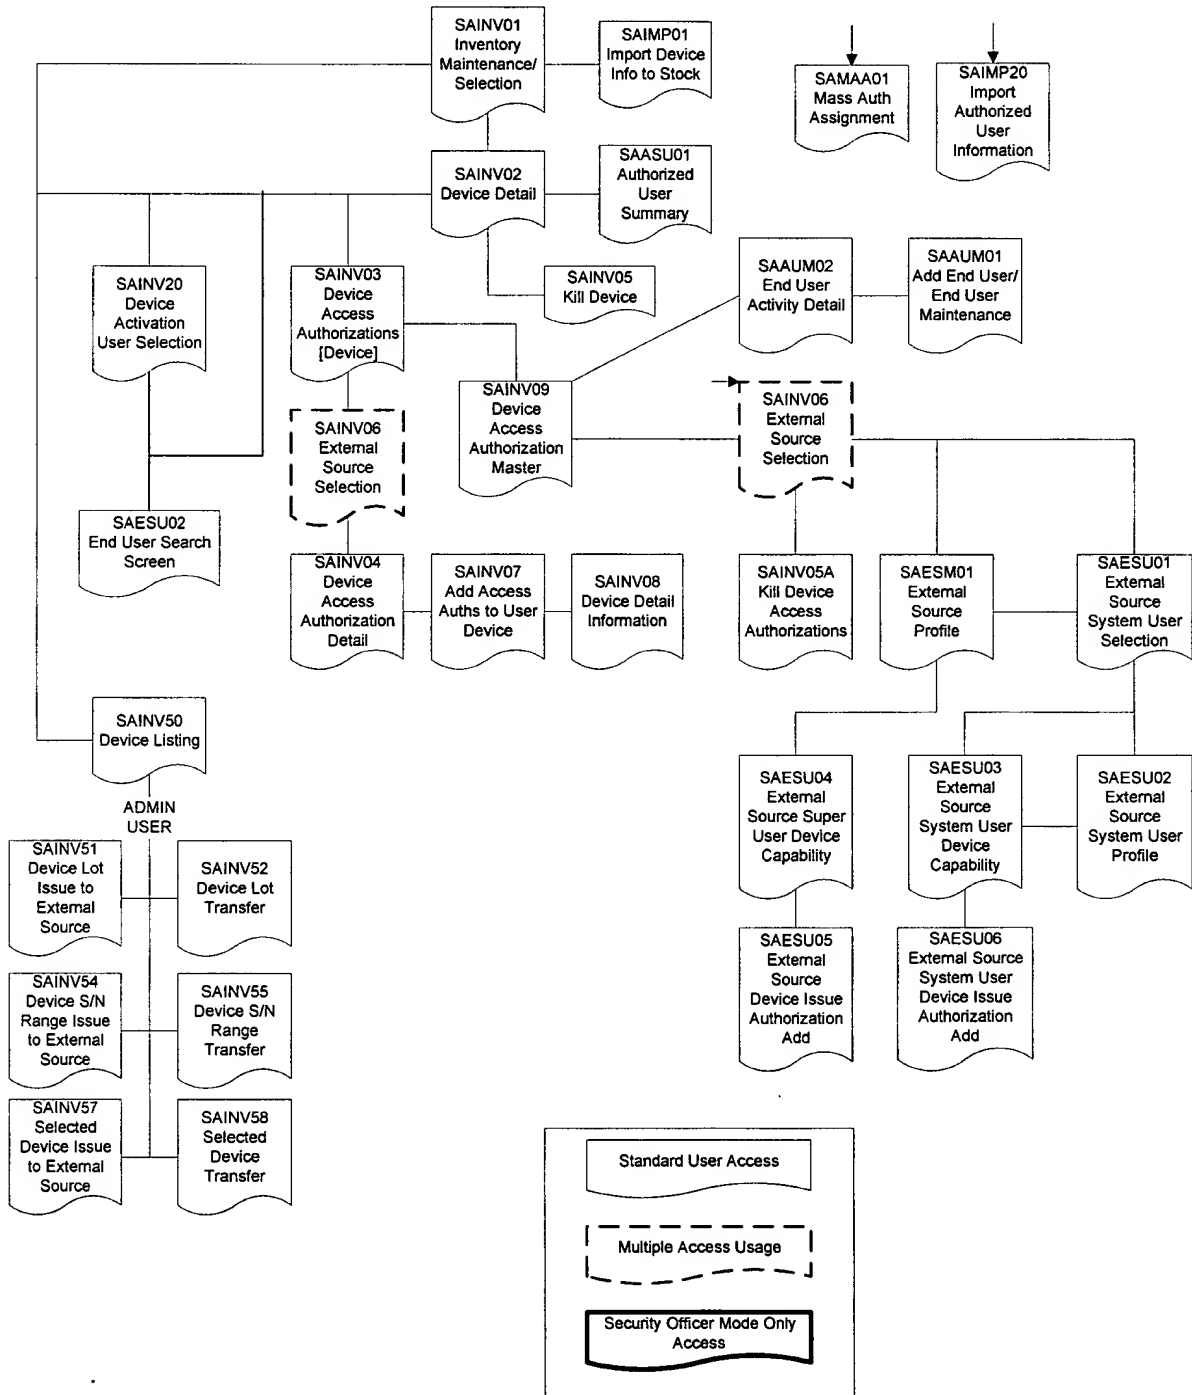 SAINV01
Inventory
Maintenance/
Selection
SAIMP01
Import Device
Info to Stock
SAMAA01
Mass Auth
Assignment
SAIMP20
Import
Authorized
User
Information
SAINV02
Device Detail
SAASU01
Authorized
User
Summary
SAINV20
Device
Activation
User Selection
SAINV03
Device
Access
Authorizations
[Device]
SAINV05
Kill Device
SAAUM02
End User
Activity Detail
SAAUM01
Add End User/
End User
Maintenance
SAINV09
Device
Access
Authorization
Master
SAINV06
External
Source
Selection
SAINV06
External
Source
Selection
SAESU02
End User Search
Screen
SAINV04
Device
Access
Authorization
Detail
SAINV07
Add Access
Auths to User
Device
SAINV08
Device Detail
Information
SAINV05A
Kill Device
Access
Authorizations
SAESM01
External
Source
Profile
SAESU01
External
Source
System User
Selection
SAINV50
Device Listing
ADMIN
USER
SAESU04
External
Source Super
User Device
Capability
SAESU03
External
Source
System User
Device
Capability
SAESU02
External
Source
System User
Profile
SAINV51
Device Lot
Issue to
External
Source
SAINV52
Device Lot
Transfer
SAESU05
External
Source
Device Issue
Authorization
Add
SAESU06
External Source
System User
Device Issue
Authorization
Add
SAINV54
Device S/N
Range Issue
to External
Source
SAINV55
Device S/N
Range
Transfer
SAINV57
Selected
Device Issue
to External
Source
SAINV58
Selected
Device
Transfer
Standard User Access
Multiple Access Usage
Security Officer Mode Only
Access